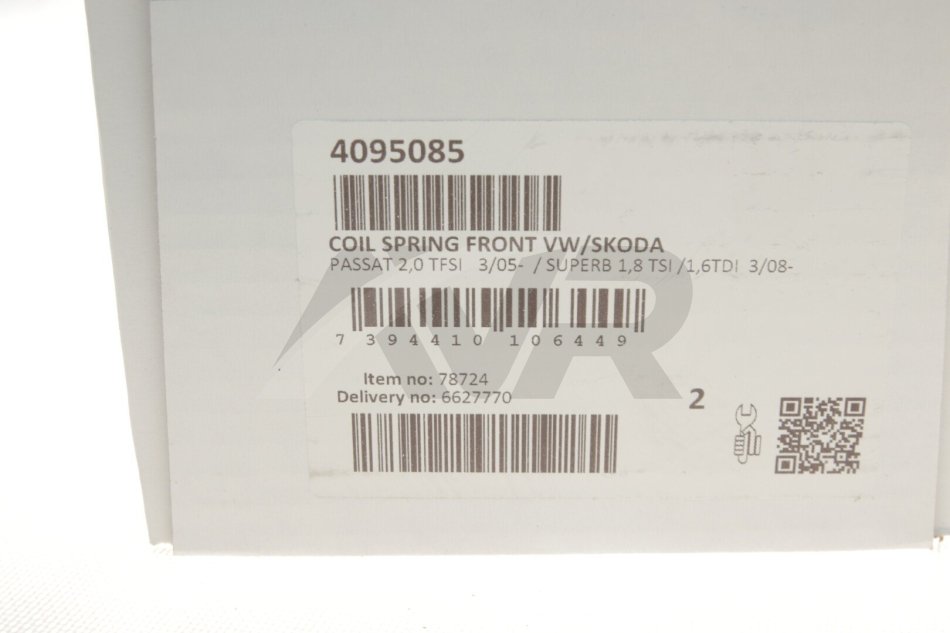 4095085
COIL SPRING FRONT VW/SKODA
PASSAT 2,0 TFSI 3/05- / SUPERB 1,8 TSI /1,6TDI 3/08-
7 394410 106449
Item no: 78724
Delivery no: 6627770
2